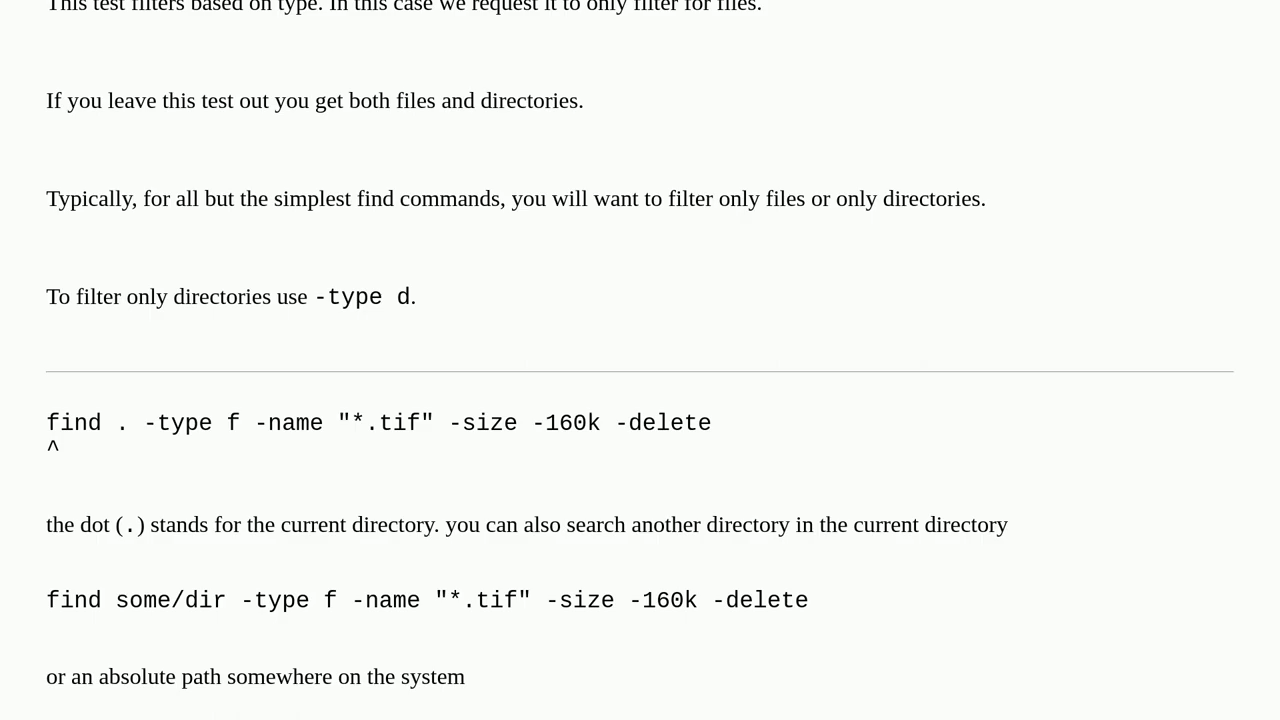 This test filters based on type. In this case we request it to only filter for files.
If you leave this test out you get both files and directories.
Typically, for all but the simplest find commands, you will want to filter only files or only directories.
To filter only directories use -type d.
find . -type f -name "*.tif" -size -160k -delete
^
the dot (.) stands for the current directory. you can also search another directory in the current directory
find some/dir -type f -name "*.tif" -size -160k -delete
or an absolute path somewhere on the system